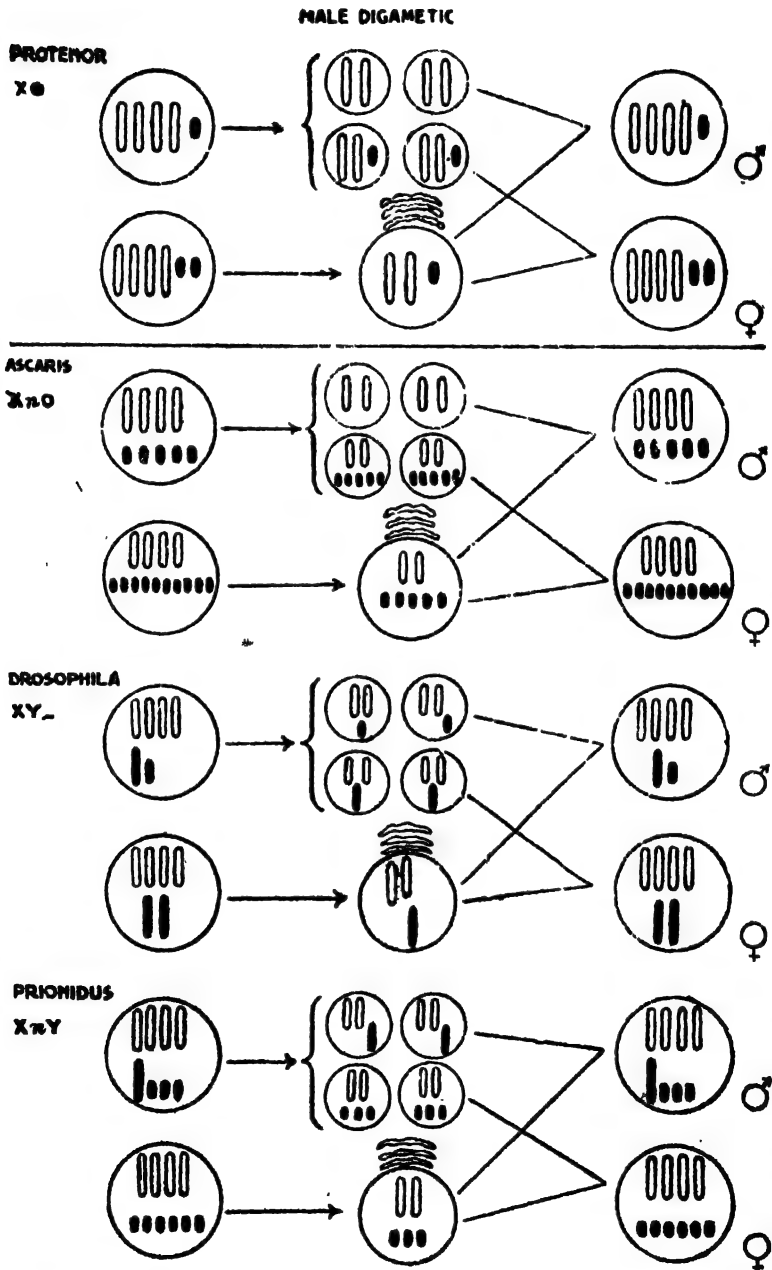 MALE DIGAMETIC
PROTENOR
XO
♂
♀
ASCARIS
XnO
♂
♀
DROSOPHILA
XY
♂
♀
PRIONIDUS
XnY
♂
♀